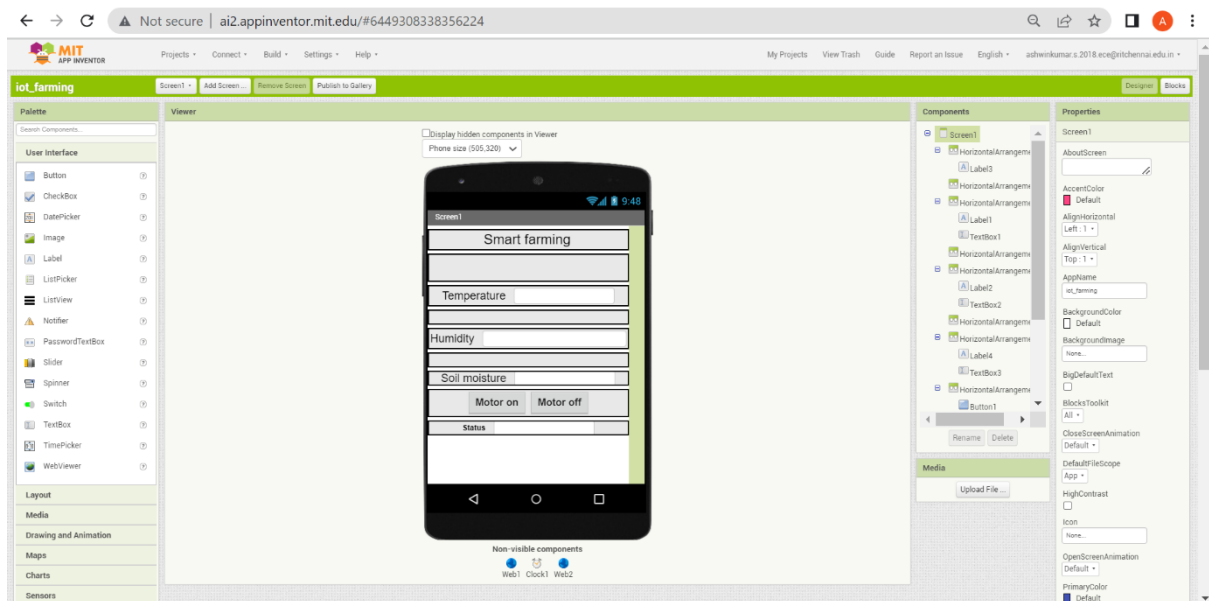 Not secure | ai2.appinventor.mit.edu/#6449308338356224
A
MIT
APP INVENTOR
Projects Connect Build Settings Help
My Projects View Trash Guide Report an Issue English ashwinkumar.s.2018.ece@ritchennai.edu.in
iot_farming
Screen1 Add Screen ... Remove Screen Publish to Gallery
Designer Blocks
Palette
Search Components...
User Interface
Button
CheckBox
DatePicker
Image
Label
ListPicker
ListView
Notifier
PasswordTextBox
Slider
Spinner
Switch
TextBox
TimePicker
WebViewer
Layout
Media
Drawing and Animation
Maps
Charts
Sensors
Viewer
Display hidden components in Viewer
Phone size (505,320)
9:48
Screen1
Smart farming
Temperature
Humidity
Soil moisture
Motor on Motor off
Status
Non-visible components
Web1 Clock1 Web2
Components
Screen1
HorizontalArrangeme
Label3
HorizontalArrangeme
HorizontalArrangeme
Label1
TextBox1
HorizontalArrangeme
HorizontalArrangeme
Label2
TextBox2
HorizontalArrangeme
HorizontalArrangeme
Label4
TextBox3
HorizontalArrangeme
Button1
Rename Delete
Media
Upload File ...
Properties
Screen1
AboutScreen
AccentColor
Default
AlignHorizontal
Left : 1
AlignVertical
Top : 1
AppName
iot_farming
BackgroundColor
Default
BackgroundImage
None...
BigDefaultText
BlocksToolkit
All
CloseScreenAnimation
Default
DefaultFileScope
App
HighContrast
Icon
None...
OpenScreenAnimation
Default
PrimaryColor
Default